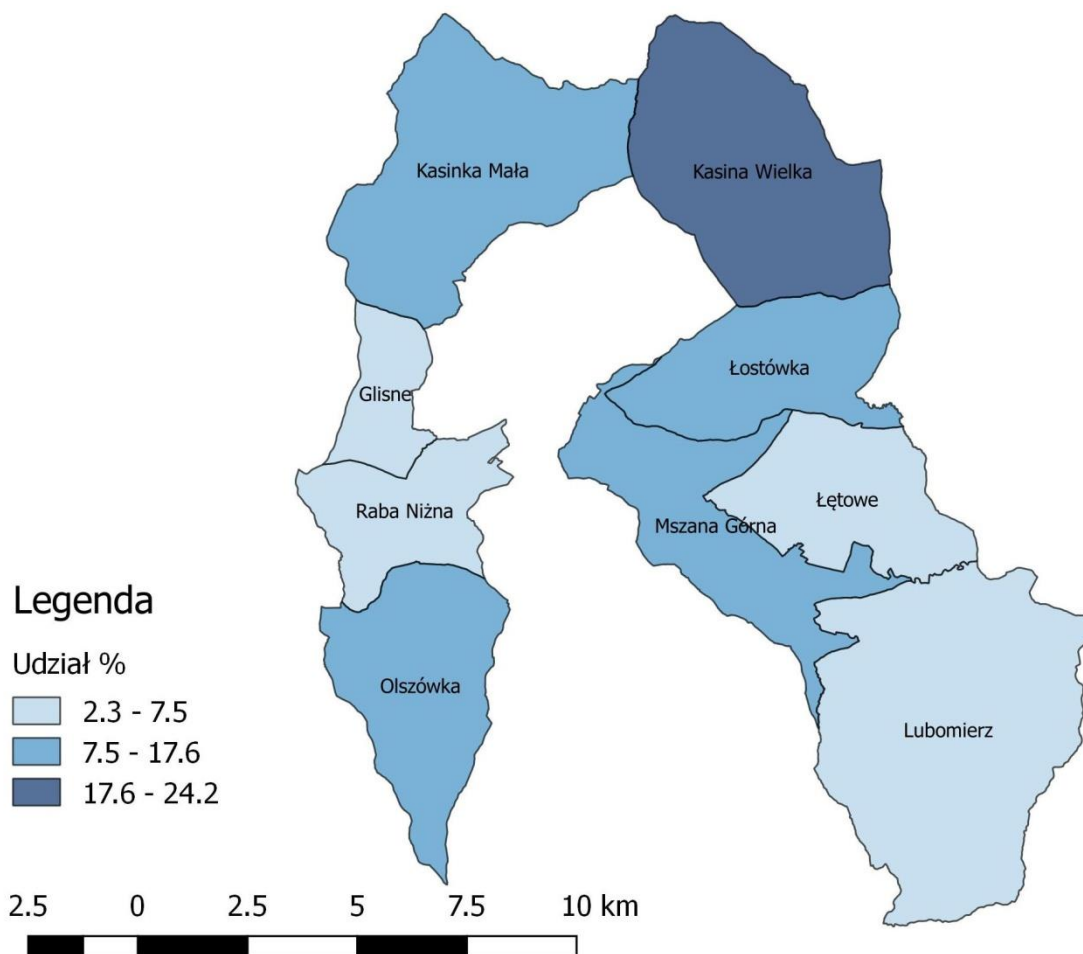 Kasinka Mała
Kasina Wielka
Łostówka
Glisne
Łętowe
Raba Niżna
Mszana Górna
Olszówka
Lubomierz
Legenda
Udział %
2.3 - 7.5
7.5 - 17.6
17.6 - 24.2
2.5 0 2.5 5 7.5 10 km